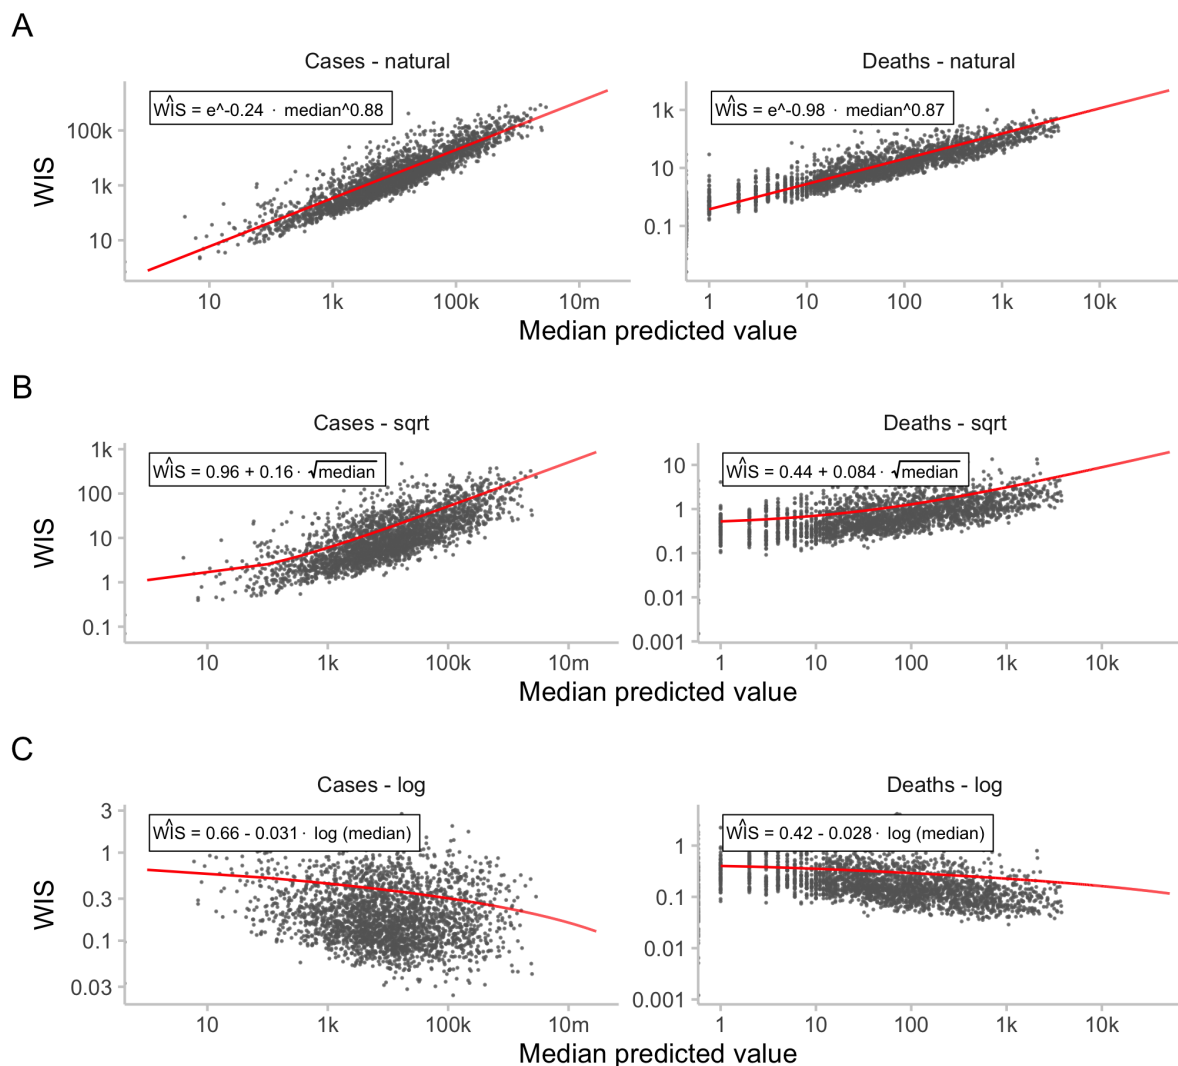 A
Cases - natural
Deaths - natural
ŴIS = e^-0.24 · median^0.88
ŴIS = e^-0.98 · median^0.87
WIS
100k
1k
10
1k
10
0.1
10 1k 100k 10m
1 10 100 1k 10k
Median predicted value
B
Cases - sqrt
Deaths - sqrt
ŴIS = 0.96 + 0.16 · √median
ŴIS = 0.44 + 0.084 · √median
WIS
1k
100
10
1
0.1
10
1
0.1
0.01
0.001
10 1k 100k 10m
1 10 100 1k 10k
Median predicted value
C
Cases - log
Deaths - log
ŴIS = 0.66 - 0.031 · log (median)
ŴIS = 0.42 - 0.028 · log (median)
WIS
3
1
0.3
0.1
0.03
1
0.1
0.01
0.001
10 1k 100k 10m
1 10 100 1k 10k
Median predicted value